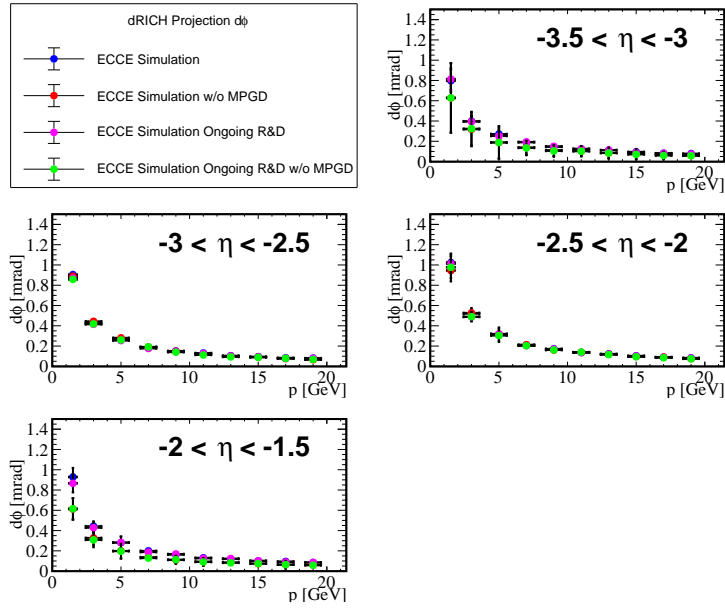 dRICH Projection dϕ
ECCE Simulation
ECCE Simulation w/o MPGD
ECCE Simulation Ongoing R&D
ECCE Simulation Ongoing R&D w/o MPGD
-3.5 < η < -3
dϕ [mrad]
1.4
1.2
1
0.8
0.6
0.4
0.2
0
0 5 10 15 20
p [GeV]
-3 < η < -2.5
dϕ [mrad]
1.4
1.2
1
0.8
0.6
0.4
0.2
0
0 5 10 15 20
p [GeV]
-2.5 < η < -2
dϕ [mrad]
1.4
1.2
1
0.8
0.6
0.4
0.2
0
0 5 10 15 20
p [GeV]
-2 < η < -1.5
dϕ [mrad]
1.4
1.2
1
0.8
0.6
0.4
0.2
0
0 5 10 15 20
p [GeV]